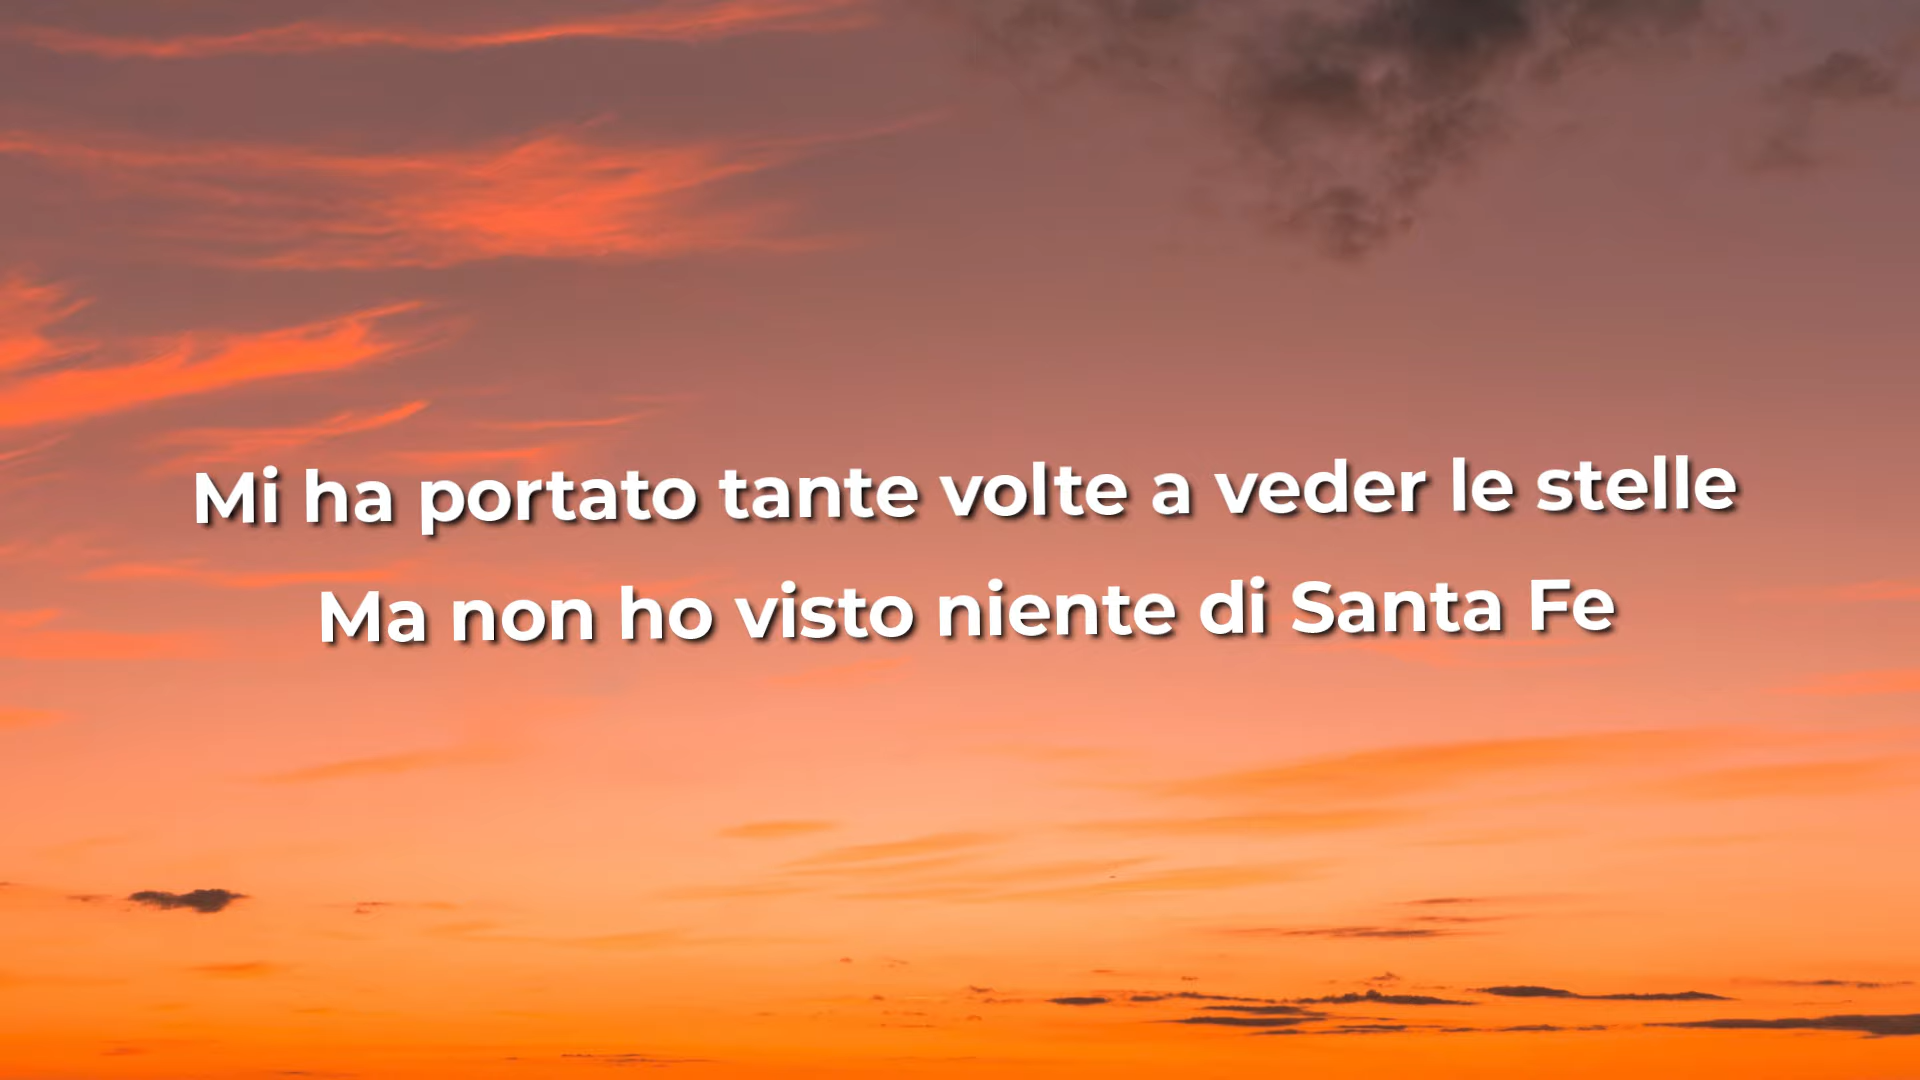 Mi ha portato tante volte a veder le stelle
Ma non ho visto niente di Santa Fe